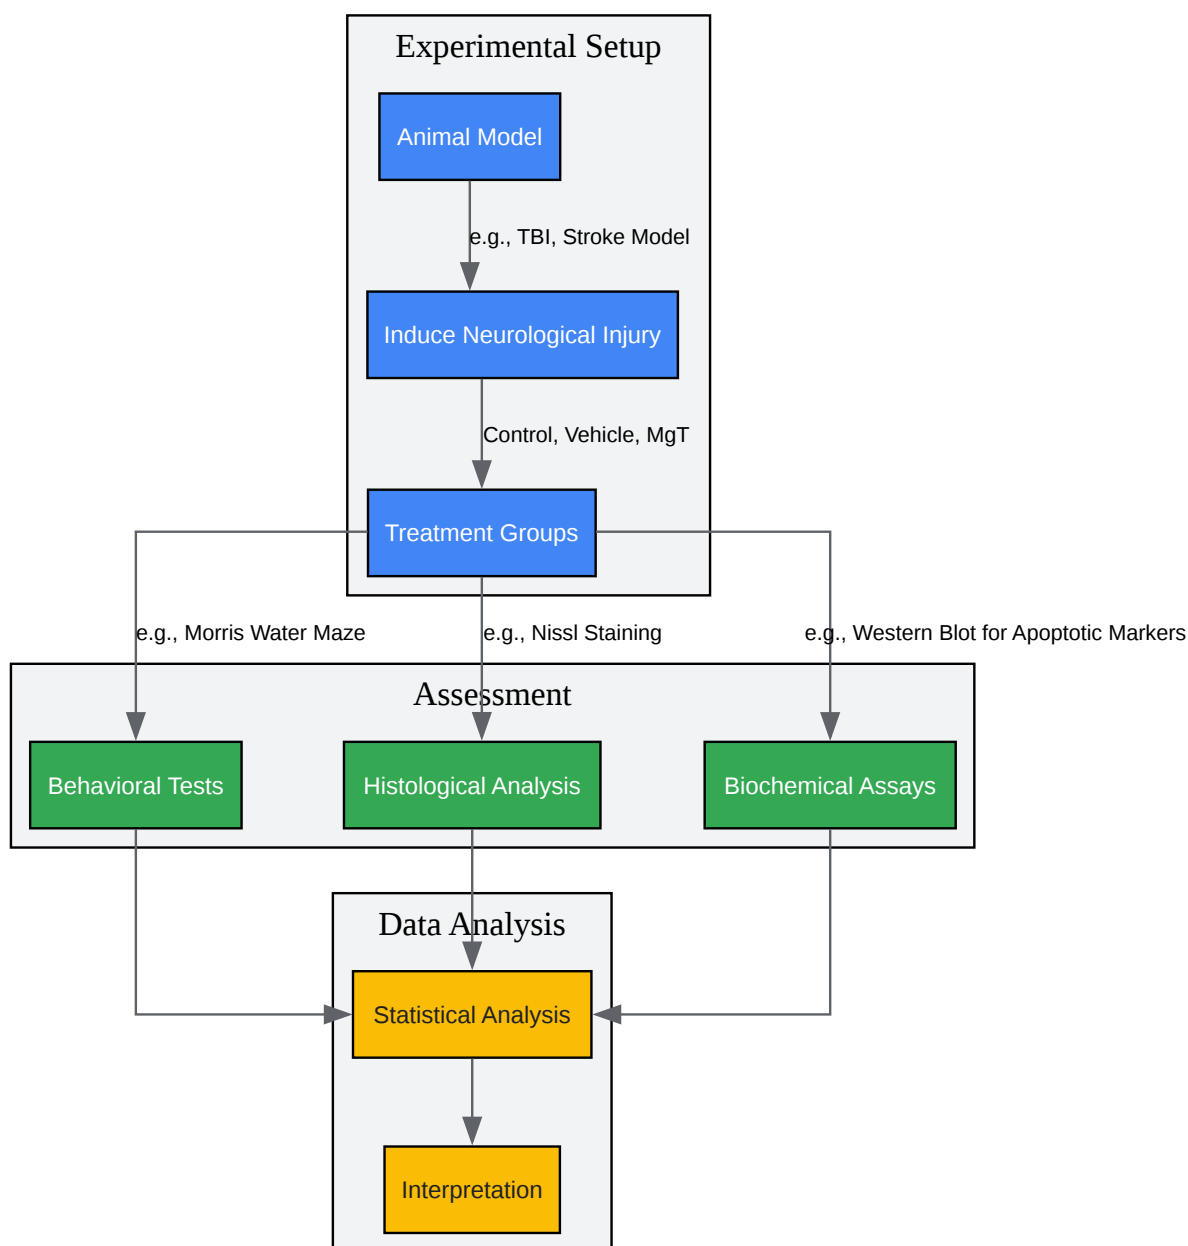 Experimental Setup
Animal Model
e.g., TBI, Stroke Model
Induce Neurological Injury
Control, Vehicle, MgT
Treatment Groups
e.g., Morris Water Maze
e.g., Nissl Staining
e.g., Western Blot for Apoptotic Markers
Assessment
Behavioral Tests
Histological Analysis
Biochemical Assays
Data Analysis
Statistical Analysis
Interpretation